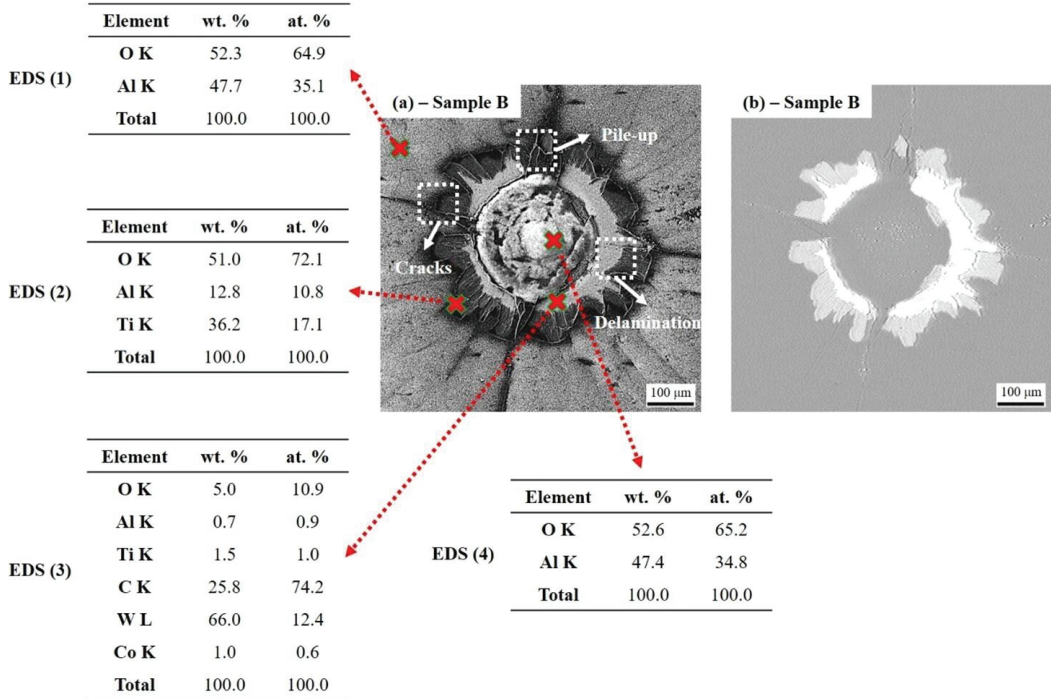 Element wt. % at. %
EDS (1)
O K 52.3 64.9
Al K 47.7 35.1
Total 100.0 100.0
(a) – Sample B
Pile-up
Cracks
Delamination
100 μm
(b) – Sample B
100 μm
Element wt. % at. %
EDS (2)
O K 51.0 72.1
Al K 12.8 10.8
Ti K 36.2 17.1
Total 100.0 100.0
Element wt. % at. %
EDS (3)
O K 5.0 10.9
Al K 0.7 0.9
Ti K 1.5 1.0
C K 25.8 74.2
W L 66.0 12.4
Co K 1.0 0.6
Total 100.0 100.0
Element wt. % at. %
EDS (4)
O K 52.6 65.2
Al K 47.4 34.8
Total 100.0 100.0